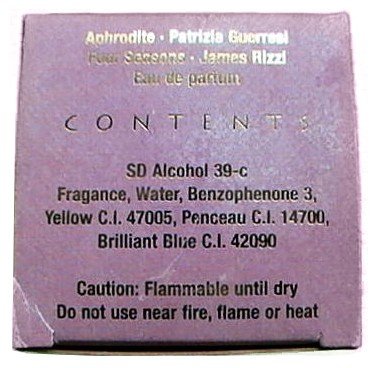 Aphrodite · Patrizia Guerresi
Four Seasons · James Rizzi
Eau de parfum
CONTENTS
SD Alcohol 39-c
Fragance, Water, Benzophenone 3,
Yellow C.I. 47005, Penceau C.I. 14700,
Brilliant Blue C.I. 42090
Caution: Flammable until dry
Do not use near fire, flame or heat